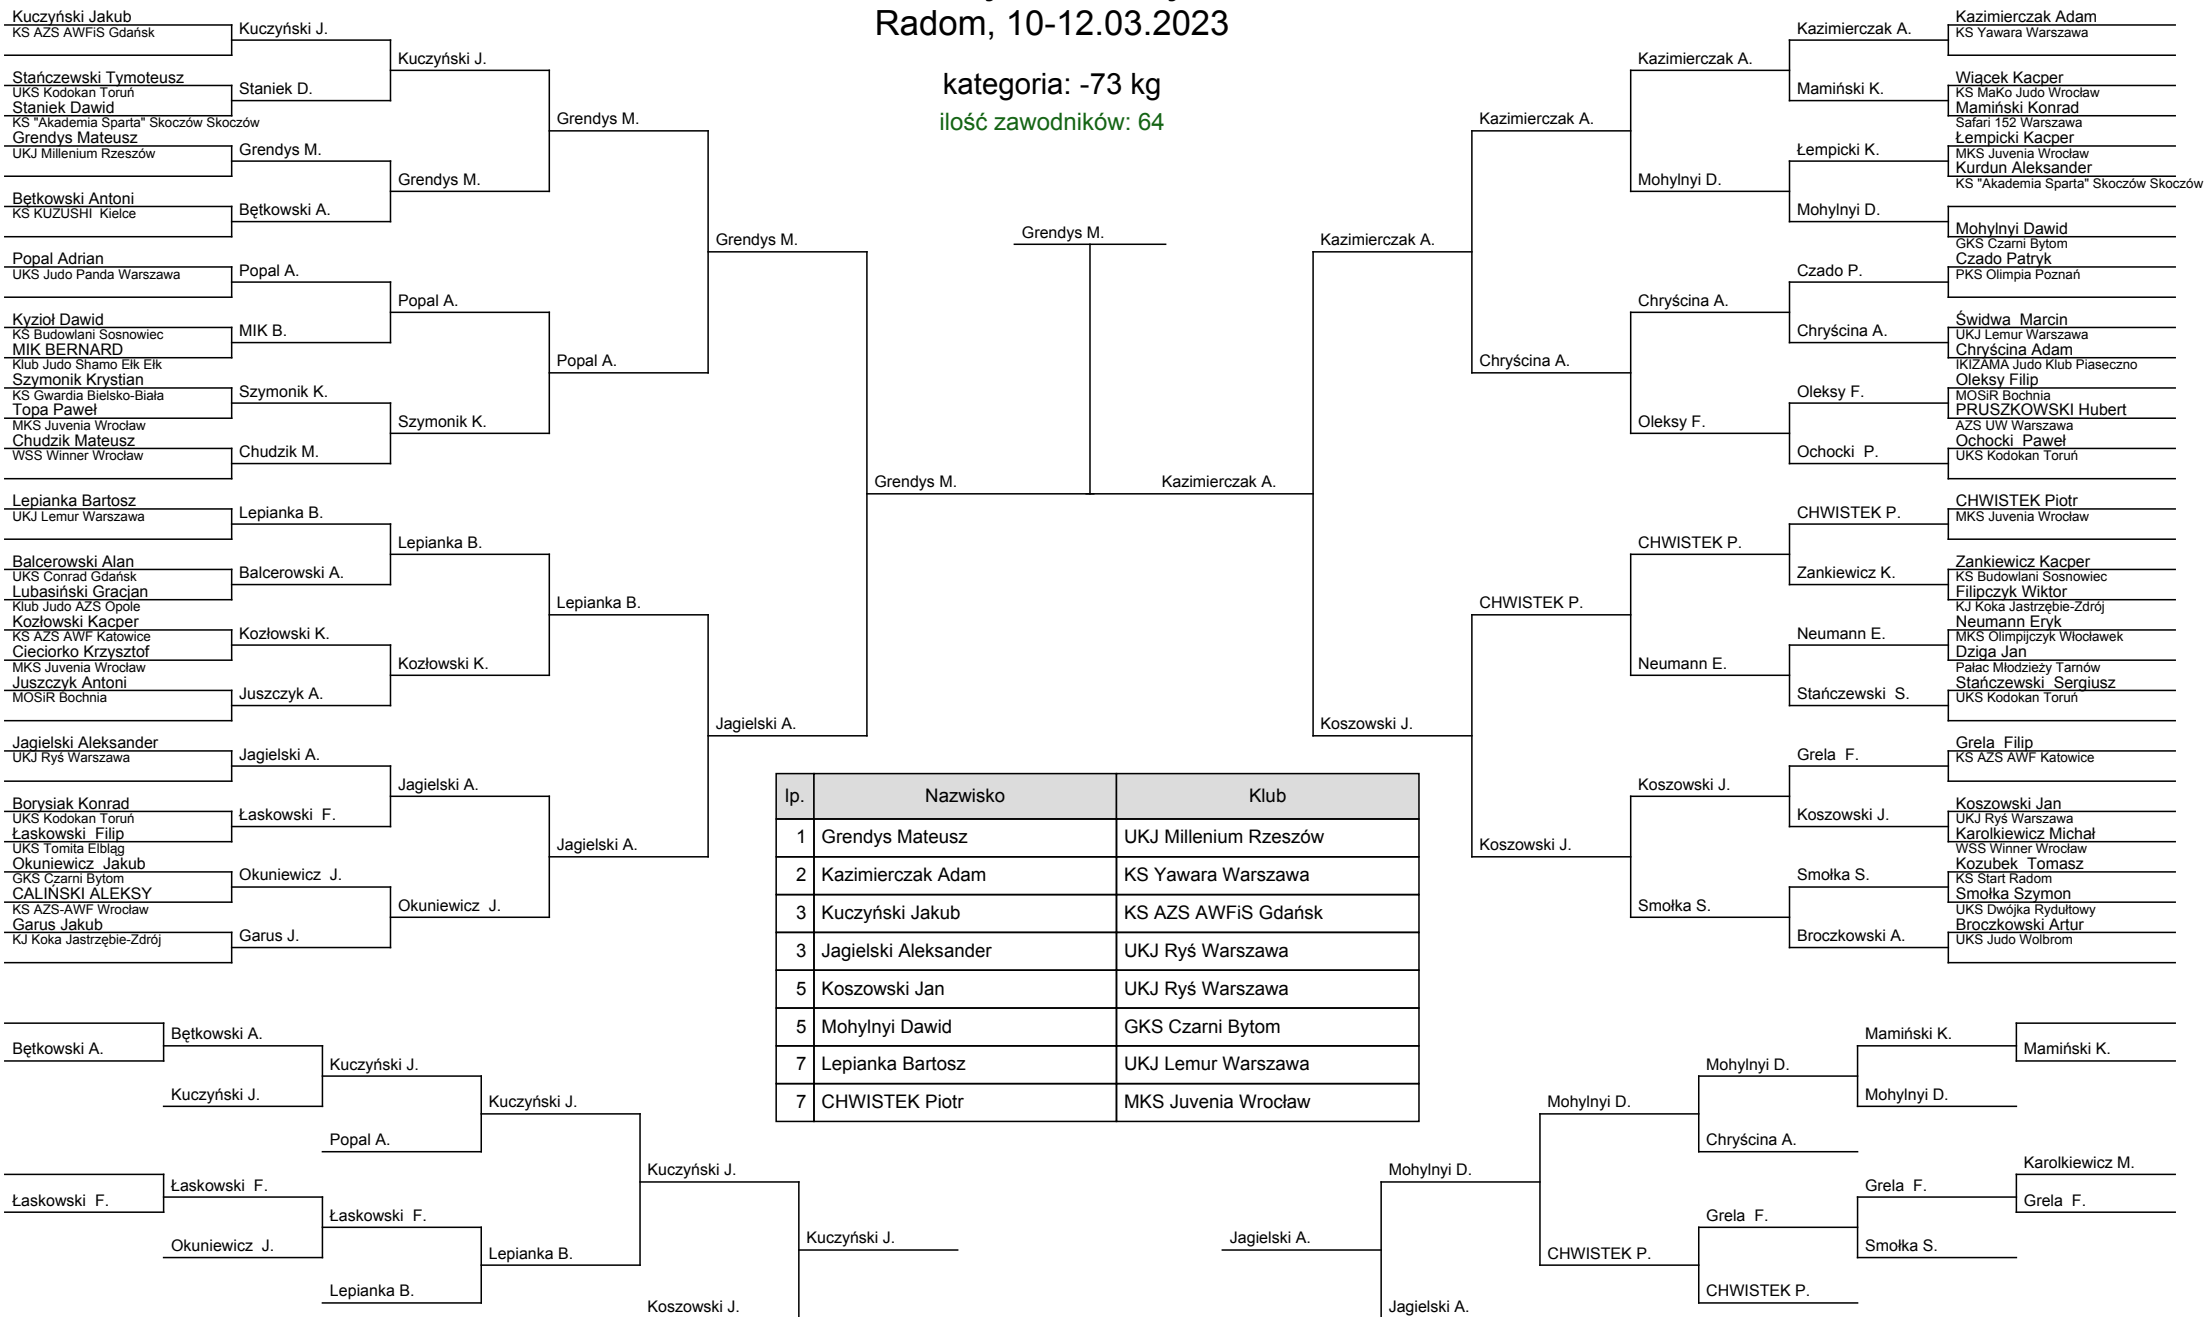 Radom, 10-12.03.2023
kategoria: -73 kg
ilość zawodników: 64
Kuczyński Jakub
KS AZS AWFiS Gdańsk
Stańczewski Tymoteusz
UKS Kodokan Toruń
Staniek Dawid
KS "Akademia Sparta" Skoczów Skoczów
Grendys Mateusz
UKJ Millenium Rzeszów
Bętkowski Antoni
KS KUZUSHI  Kielce
Popal Adrian
UKS Judo Panda Warszawa
Kyzioł Dawid
KS Budowlani Sosnowiec
MIK BERNARD
Klub Judo Shamo Ełk Ełk
Szymonik Krystian
KS Gwardia Bielsko-Biała
Topa Paweł
MKS Juvenia Wrocław
Chudzik Mateusz
WSS Winner Wrocław
Lepianka Bartosz
UKJ Lemur Warszawa
Balcerowski Alan
UKS Conrad Gdańsk
Lubasiński Gracjan
Klub Judo AZS Opole
Kozłowski Kacper
KS AZS AWF Katowice
Cieciorko Krzysztof
MKS Juvenia Wrocław
Juszczyk Antoni
MOSiR Bochnia
Jagielski Aleksander
UKJ Ryś Warszawa
Borysiak Konrad
UKS Kodokan Toruń
Łaskowski  Filip
UKS Tomita Elbląg
Okuniewicz  Jakub
GKS Czarni Bytom
CALIŃSKI ALEKSY
KS AZS-AWF Wrocław
Garus Jakub
KJ Koka Jastrzębie-Zdrój
Kuczyński J.
Staniek D.
Grendys M.
Bętkowski A.
Popal A.
MIK B.
Szymonik K.
Chudzik M.
Lepianka B.
Balcerowski A.
Kozłowski K.
Juszczyk A.
Jagielski A.
Łaskowski  F.
Okuniewicz  J.
Garus J.
Kuczyński J.
Grendys M.
Popal A.
Szymonik K.
Lepianka B.
Kozłowski K.
Jagielski A.
Okuniewicz  J.
Grendys M.
Popal A.
Lepianka B.
Jagielski A.
Grendys M.
Jagielski A.
Grendys M.
Grendys M.
Kazimierczak A.
Kazimierczak A.
Koszowski J.
Kazimierczak A.
Chryścina A.
CHWISTEK P.
Koszowski J.
Kazimierczak A.
Mohylnyi D.
Chryścina A.
Oleksy F.
CHWISTEK P.
Neumann E.
Koszowski J.
Smołka S.
Kazimierczak A.
Mamiński K.
Łempicki K.
Mohylnyi D.
Czado P.
Chryścina A.
Oleksy F.
Ochocki  P.
CHWISTEK P.
Zankiewicz K.
Neumann E.
Stańczewski  S.
Grela  F.
Koszowski J.
Smołka S.
Broczkowski A.
Kazimierczak Adam
KS Yawara Warszawa
Wiącek Kacper
KS MaKo Judo Wrocław
Mamiński Konrad
Safari 152 Warszawa
Łempicki Kacper
MKS Juvenia Wrocław
Kurdun Aleksander
KS "Akademia Sparta" Skoczów Skoczów
Mohylnyi Dawid
GKS Czarni Bytom
Czado Patryk
PKS Olimpia Poznań
Świdwa  Marcin
UKJ Lemur Warszawa
Chryścina Adam
IKIZAMA Judo Klub Piaseczno
Oleksy Filip
MOSiR Bochnia
PRUSZKOWSKI Hubert
AZS UW Warszawa
Ochocki  Paweł
UKS Kodokan Toruń
CHWISTEK Piotr
MKS Juvenia Wrocław
Zankiewicz Kacper
KS Budowlani Sosnowiec
Filipczyk Wiktor
KJ Koka Jastrzębie-Zdrój
Neumann Eryk
MKS Olimpijczyk Włocławek
Dziga Jan
Pałac Młodzieży Tarnów
Stańczewski  Sergiusz
UKS Kodokan Toruń
Grela  Filip
KS AZS AWF Katowice
Koszowski Jan
UKJ Ryś Warszawa
Karolkiewicz Michał
WSS Winner Wrocław
Kozubek  Tomasz
KS Start Radom
Smołka Szymon
UKS Dwójka Rydułtowy
Broczkowski Artur
UKS Judo Wolbrom
lp. Nazwisko Klub
1 Grendys Mateusz UKJ Millenium Rzeszów
2 Kazimierczak Adam KS Yawara Warszawa
3 Kuczyński Jakub KS AZS AWFiS Gdańsk
3 Jagielski Aleksander UKJ Ryś Warszawa
5 Koszowski Jan UKJ Ryś Warszawa
5 Mohylnyi Dawid GKS Czarni Bytom
7 Lepianka Bartosz UKJ Lemur Warszawa
7 CHWISTEK Piotr MKS Juvenia Wrocław
Bętkowski A.
Łaskowski  F.
Bętkowski A.
Kuczyński J.
Łaskowski  F.
Okuniewicz  J.
Kuczyński J.
Popal A.
Łaskowski  F.
Lepianka B.
Kuczyński J.
Lepianka B.
Kuczyński J.
Koszowski J.
Kuczyński J.
Jagielski A.
Mohylnyi D.
Jagielski A.
Mohylnyi D.
CHWISTEK P.
Mohylnyi D.
Chryścina A.
Grela  F.
CHWISTEK P.
Mamiński K.
Mohylnyi D.
Grela  F.
Smołka S.
Mamiński K.
Karolkiewicz M.
Grela  F.